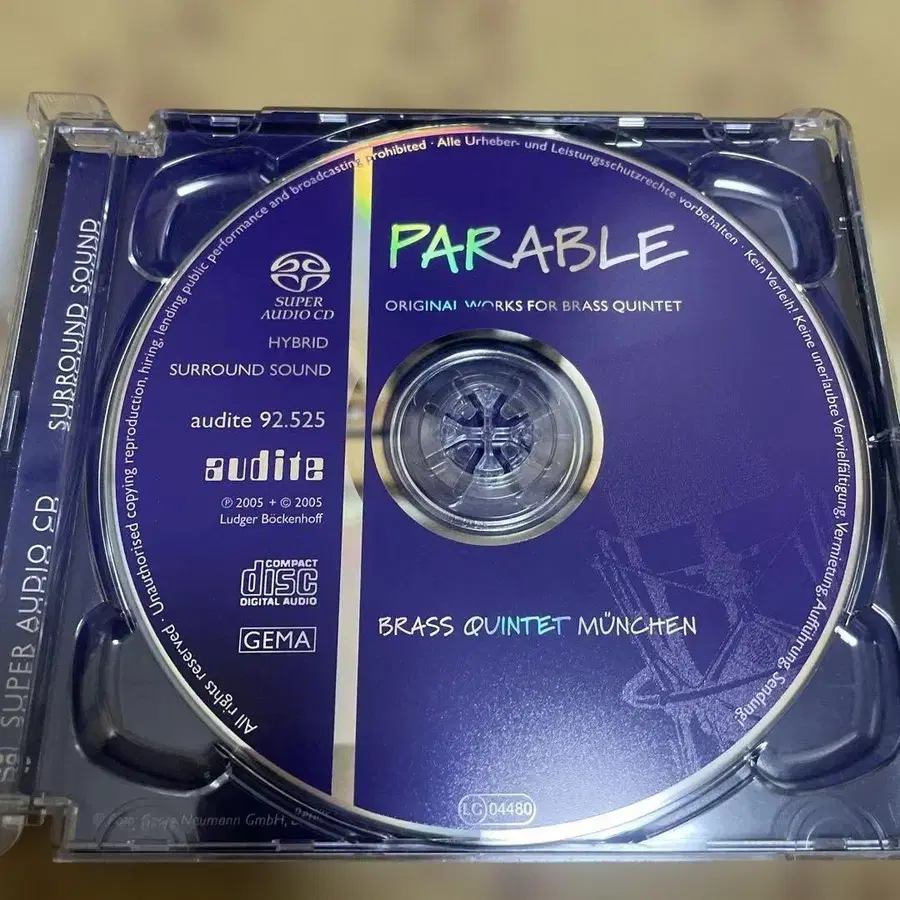 SURROUND SOUND
SUPER AUDIO CD
PARABLE
ORIGINAL WORKS FOR BRASS QUINTET
SUPER
AUDIO CD
HYBRID
SURROUND SOUND
audite 92.525
audite
℗ 2005 + © 2005
Ludger Böckenhoff
COMPACT
disc
DIGITAL AUDIO
GEMA
BRASS QUINTET MÜNCHEN
LC 04480
All rights reserved · Unauthorised copying reproduction, hiring, lending public performance and broadcasting prohibited · Alle Urheber- und Leistungsschutzrechte vorbehalten · Kein Verleih! Keine unerlaubte Vervielfältigung, Vermietung, Aufführung, Sendung
Georg Neumann GmbH,